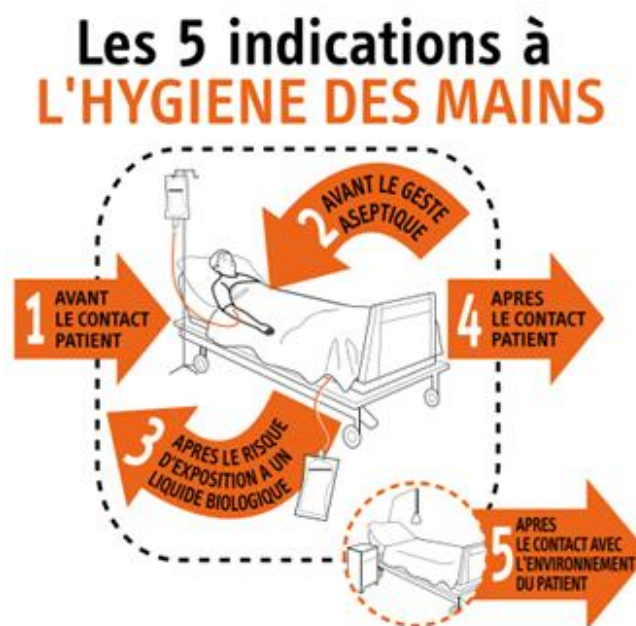 Les 5 indications à
L'HYGIENE DES MAINS
1 AVANT
LE CONTACT
PATIENT
2 AVANT LE GESTE
ASEPTIQUE
3 APRES LE RISQUE
D'EXPOSITION A UN
LIQUIDE BIOLOGIQUE
4 APRES
LE CONTACT
PATIENT
5 APRES
LE CONTACT AVEC
L'ENVIRONNEMENT
DU PATIENT